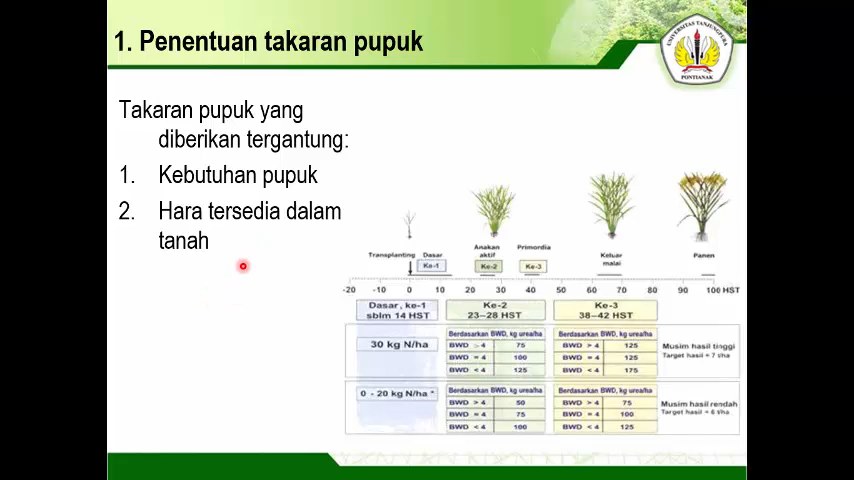 1. Penentuan takaran pupuk
UNIVERSITAS TANJUNGPURA
PONTIANAK
Takaran pupuk yang
diberikan tergantung:
1. Kebutuhan pupuk
2. Hara tersedia dalam
tanah
Transplanting Dasar Anakan aktif Primordia Keluar malai Panen
Ke-1 Ke-2 Ke-3
-20 -10 0 10 20 30 40 50 60 70 80 90 100 HST
Dasar, ke-1
sblm 14 HST
Ke-2
23–28 HST
Ke-3
38–42 HST
30 kg N/ha
Berdasarkan BWD, kg urea/ha
BWD > 4 75
BWD = 4 100
BWD < 4 125
Berdasarkan BWD, kg urea/ha
BWD > 4 125
BWD = 4 125
BWD < 4 175
Musim hasil tinggi
Target hasil = 7 t/ha
0 - 20 kg N/ha *
Berdasarkan BWD, kg urea/ha
BWD > 4 50
BWD = 4 75
BWD < 4 100
Berdasarkan BWD, kg urea/ha
BWD > 4 75
BWD = 4 100
BWD < 4 125
Musim hasil rendah
Target hasil = 6 t/ha